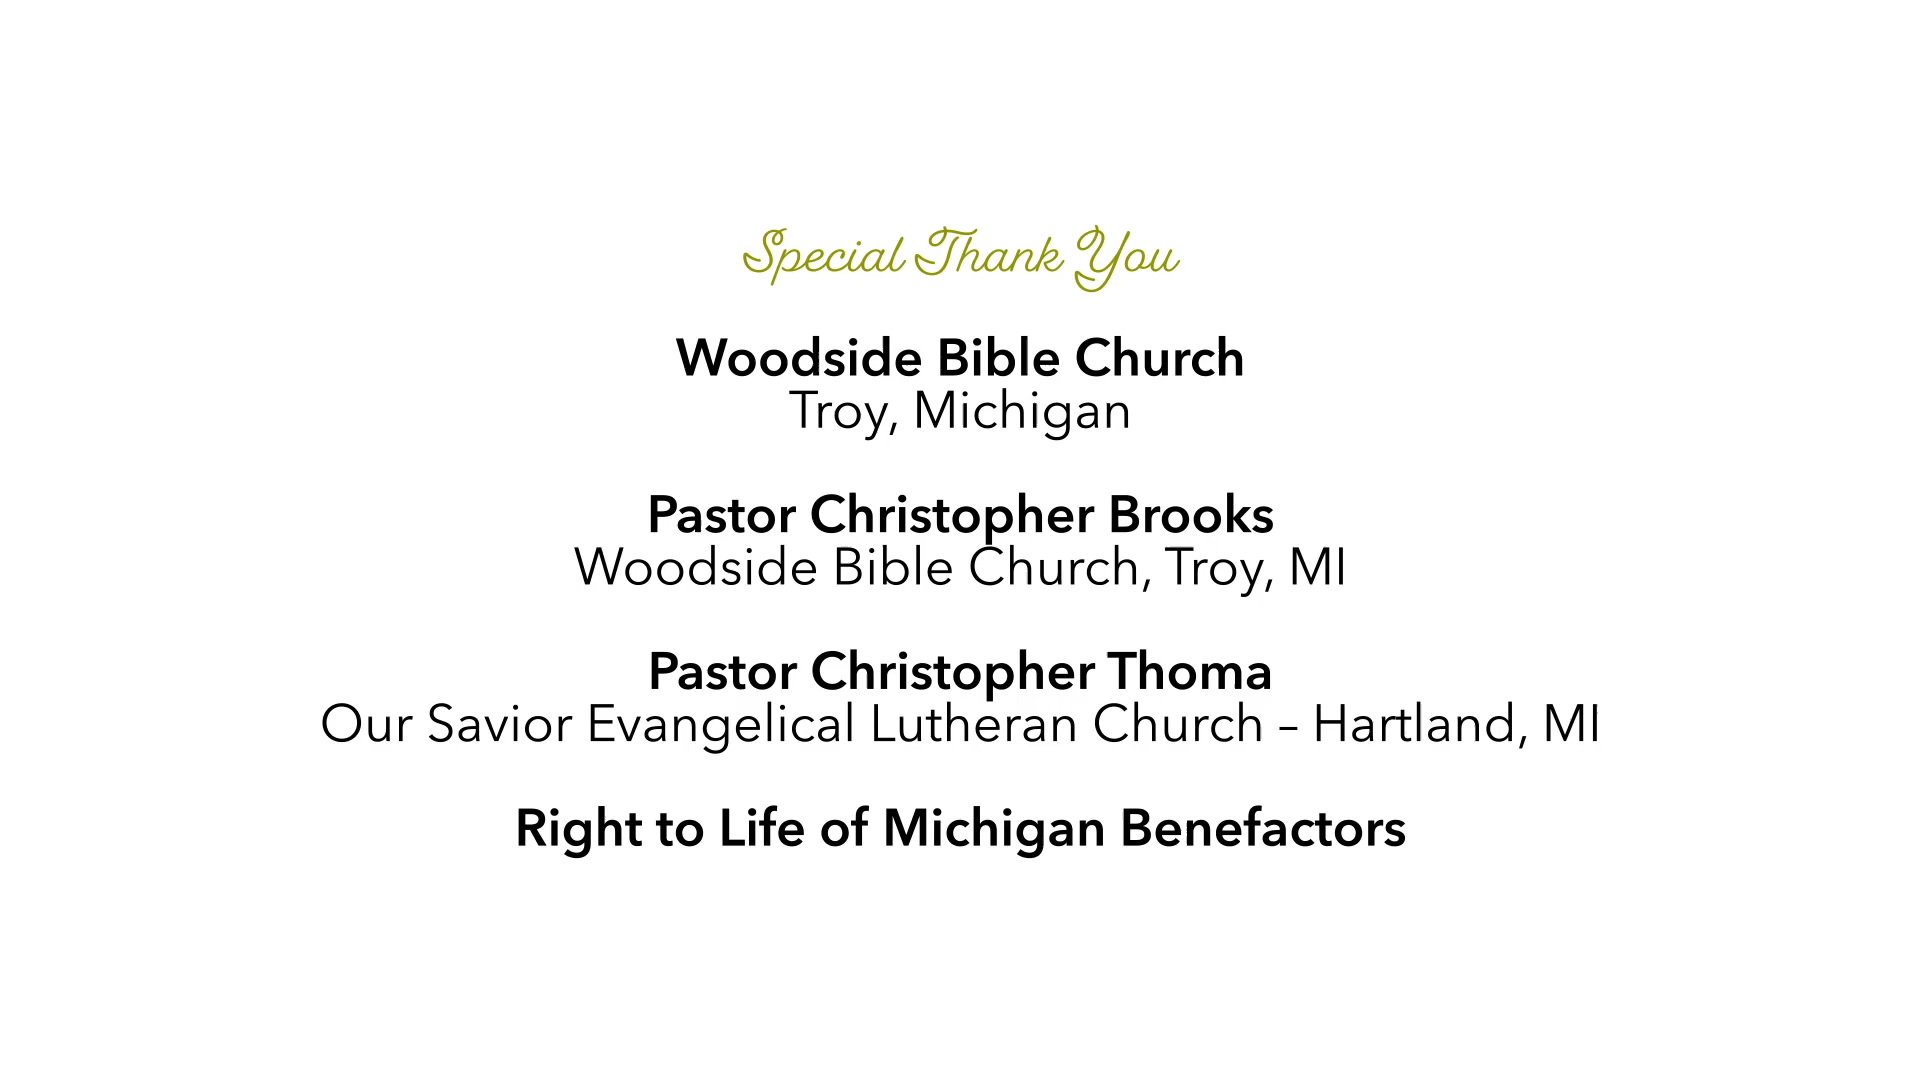 Special Thank You
Woodside Bible Church
Troy, Michigan
Pastor Christopher Brooks
Woodside Bible Church, Troy, MI
Pastor Christopher Thoma
Our Savior Evangelical Lutheran Church – Hartland, MI
Right to Life of Michigan Benefactors